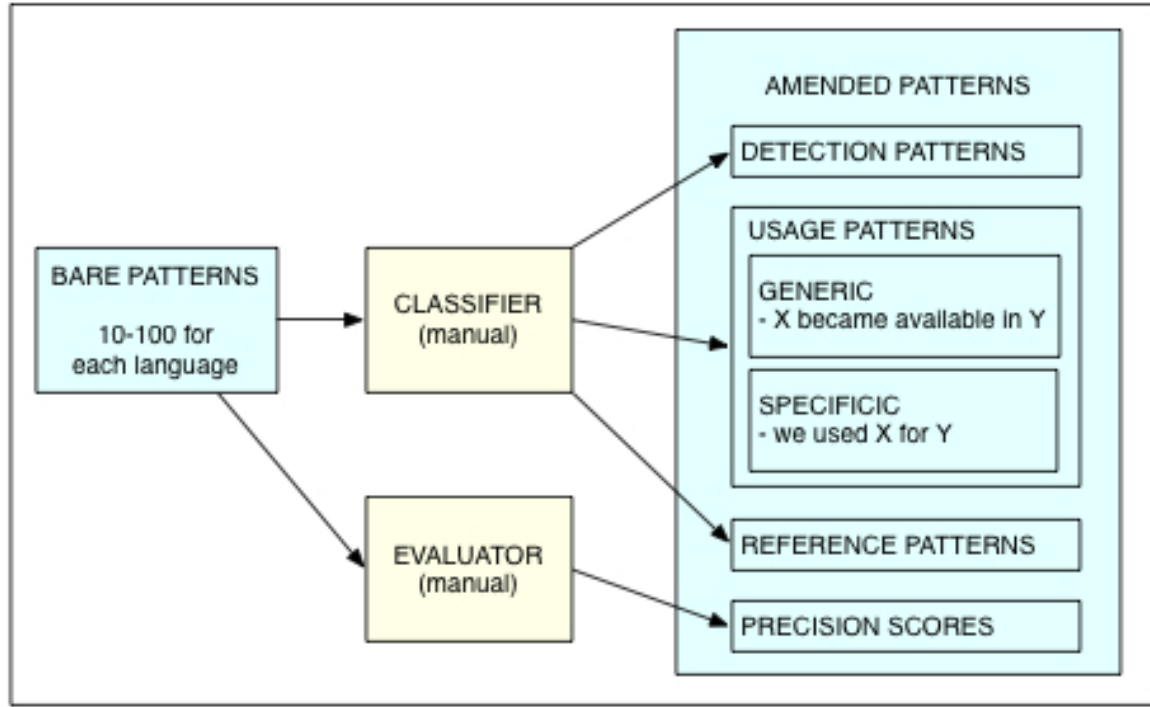 BARE PATTERNS
10-100 for
each language
CLASSIFIER
(manual)
EVALUATOR
(manual)
AMENDED PATTERNS
DETECTION PATTERNS
USAGE PATTERNS
GENERIC
- X became available in Y
SPECIFICIC
- we used X for Y
REFERENCE PATTERNS
PRECISION SCORES